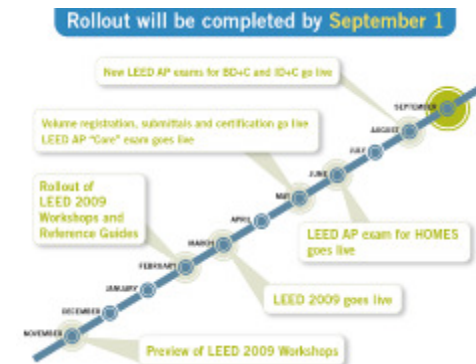 Rollout will be completed by September 1
New LEED AP exams for BD+C and ID+C go live
SEPTEMBER
AUGUST
Volume registration, submittals and certification go live
LEED AP "Core" exam goes live
JULY
JUNE
Rollout of
LEED 2009
Workshops and
Reference Guides
MAY
APRIL
LEED AP exam for HOMES
goes live
MARCH
FEBRUARY
LEED 2009 goes live
JANUARY
DECEMBER
NOVEMBER
Preview of LEED 2009 Workshops